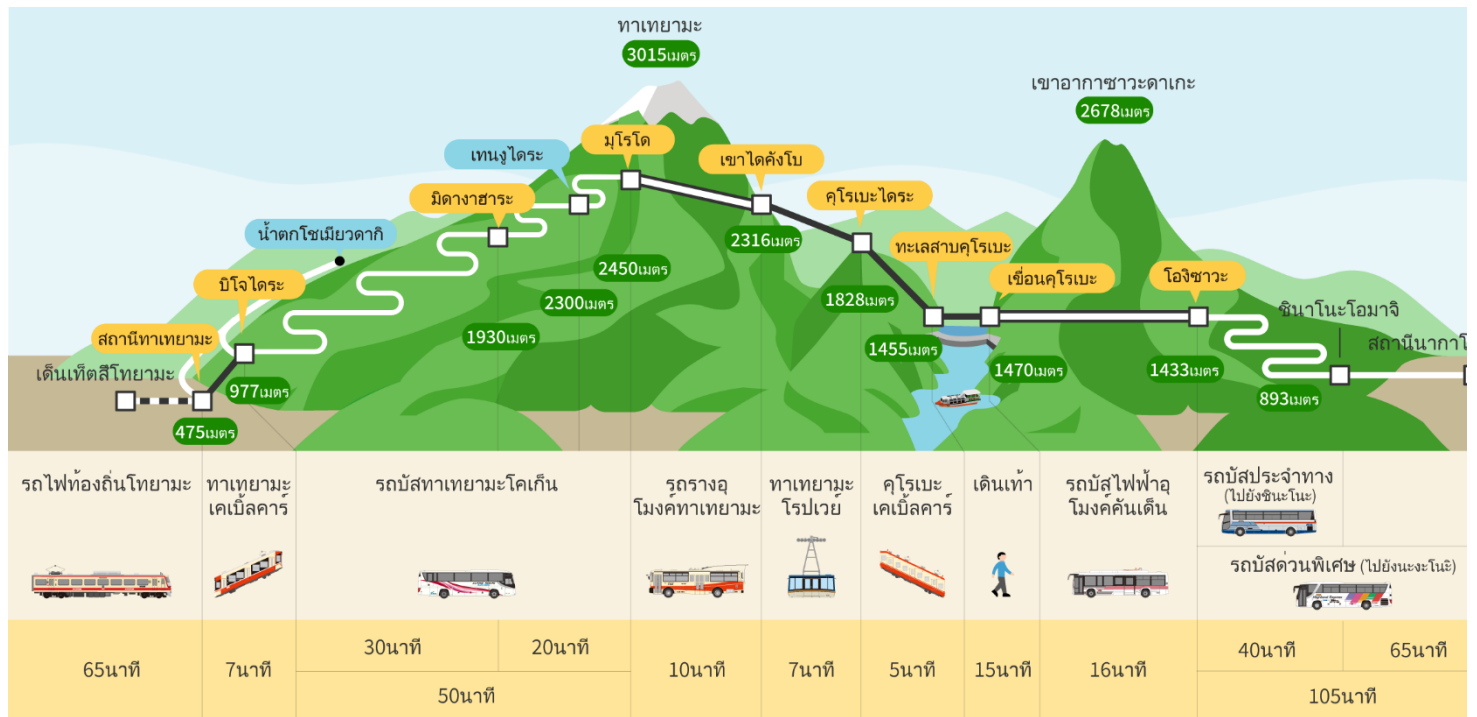 ทาเทยามะ
3015เมตร
เขาอากาซาวะดาเกะ
2678เมตร
มุโรโด
เทนงูไดระ
เขาไดคังโบ
มิดางาฮาระ
คุโรเบะไดระ
น้ำตกโชเมียวดากิ
2316เมตร
ทะเลสาบคุโรเบะ
2450เมตร
เขื่อนคุโรเบะ
โองิซาวะ
บิโจไดระ
2300เมตร
1828เมตร
ชินาโนะโอมาจิ
สถานีทาเทยามะ
1930เมตร
1455เมตร
สถานีนากาโ
1470เมตร
1433เมตร
เด็นเท็ตสึโทยามะ
977เมตร
893เมตร
475เมตร
รถไฟท้องถิ่นโทยามะ
ทาเทยามะ
เคเบิ้ลคาร์
รถบัสทาเทยามะโคเก็น
รถรางอุ
โมงค์ทาเทยามะ
ทาเทยามะ
โรปเวย์
คุโรเบะ
เคเบิ้ลคาร์
เดินเท้า
รถบัสไฟฟ้าอุ
โมงค์คันเด็น
รถบัสประจำทาง
(ไปยังชินะโนะ)
รถบัสด่วนพิเศษ (ไปยังนะงะโนะ)
65นาที
7นาที
30นาที
20นาที
50นาที
10นาที
7นาที
5นาที
15นาที
16นาที
40นาที
65นาที
105นาที